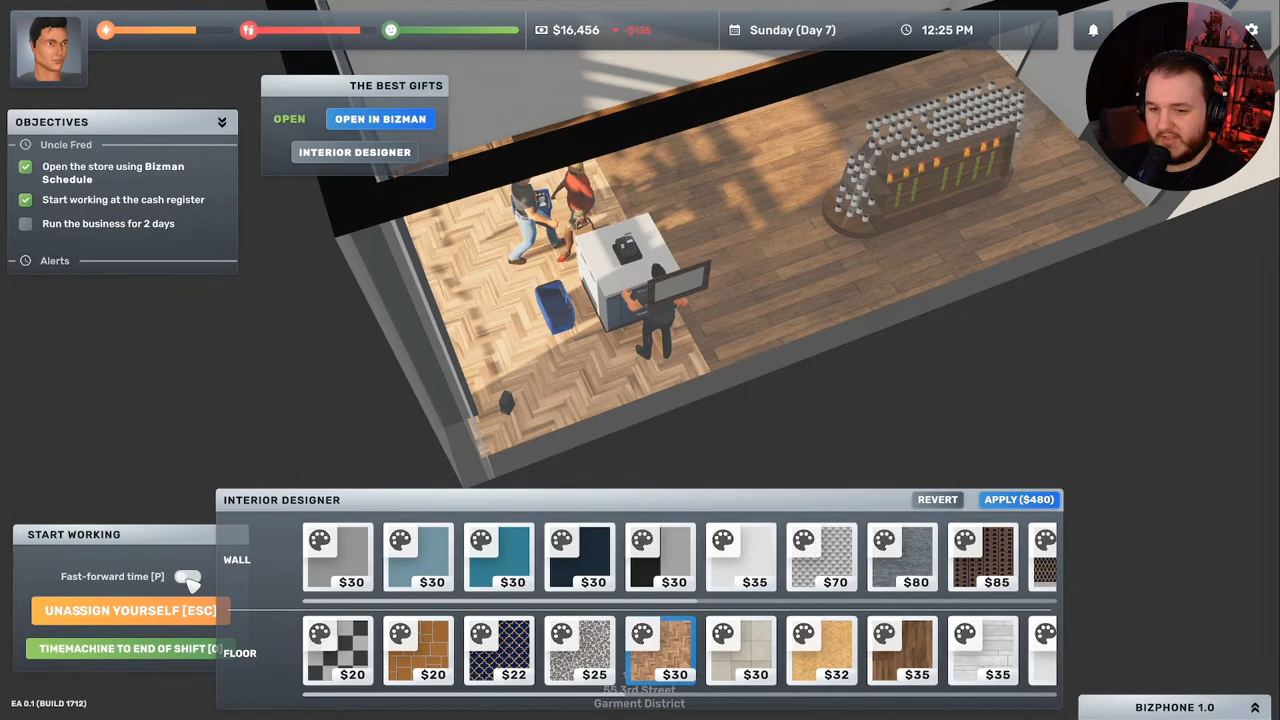 $16,456 -$135
Sunday (Day 7)
12:25 PM
THE BEST GIFTS
OPEN
OPEN IN BIZMAN
INTERIOR DESIGNER
OBJECTIVES
Uncle Fred
Open the store using Bizman
Schedule
Start working at the cash register
Run the business for 2 days
Alerts
START WORKING
Fast-forward time [P]
UNASSIGN YOURSELF [ESC]
TIMEMACHINE TO END OF SHIFT [O
INTERIOR DESIGNER
REVERT
APPLY ($480)
WALL
$30 $30 $30 $30 $30 $35 $70 $80 $85
FLOOR
$20 $20 $22 $25 $30 $30 $32 $35 $35
55 3rd Street
Garment District
EA 0.1 (BUILD 1712)
BIZPHONE 1.0